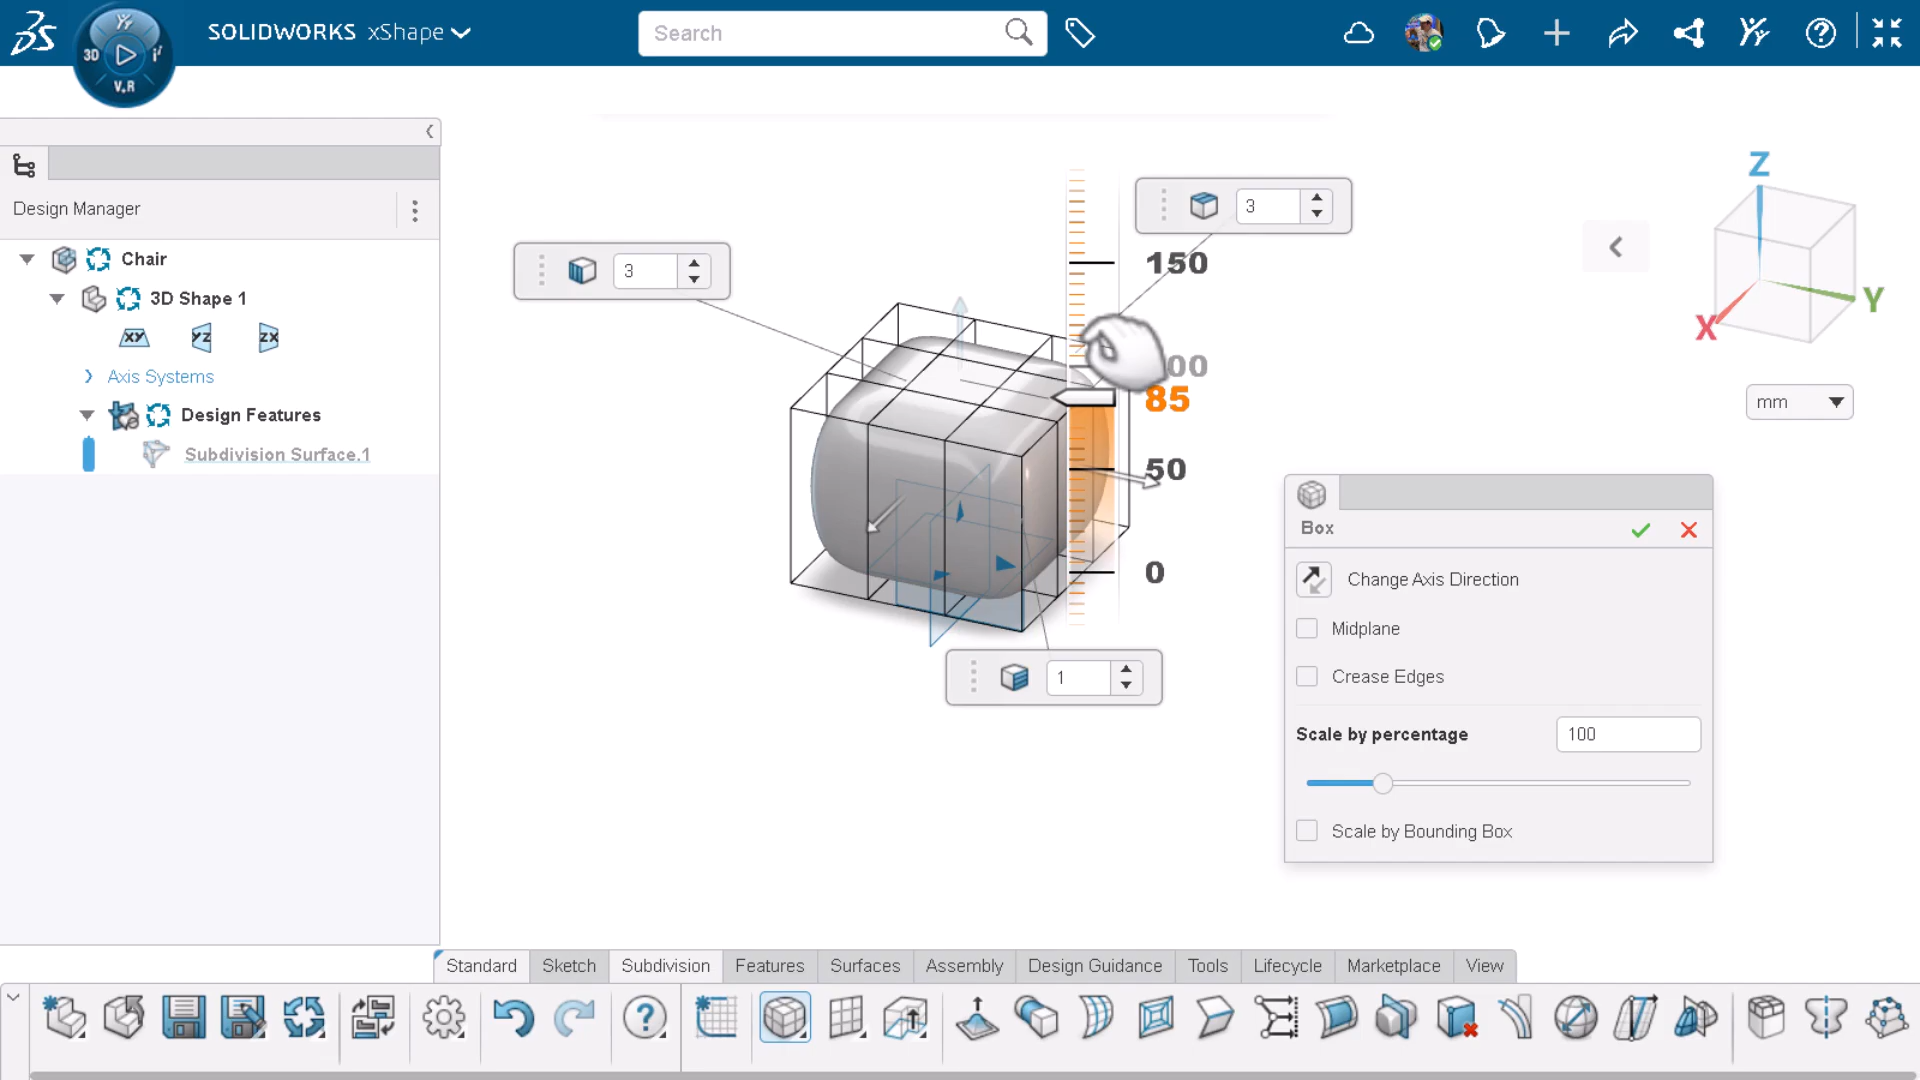 SOLIDWORKS xShape
Search
3D
V.R
Design Manager
Chair
3D Shape 1
XY YZ ZX
Axis Systems
Design Features
Subdivision Surface.1
3
3
1
150
00
85
50
0
Z
Y
X
mm
Box
Change Axis Direction
Midplane
Crease Edges
Scale by percentage 100
Scale by Bounding Box
Standard Sketch Subdivision Features Surfaces Assembly Design Guidance Tools Lifecycle Marketplace View